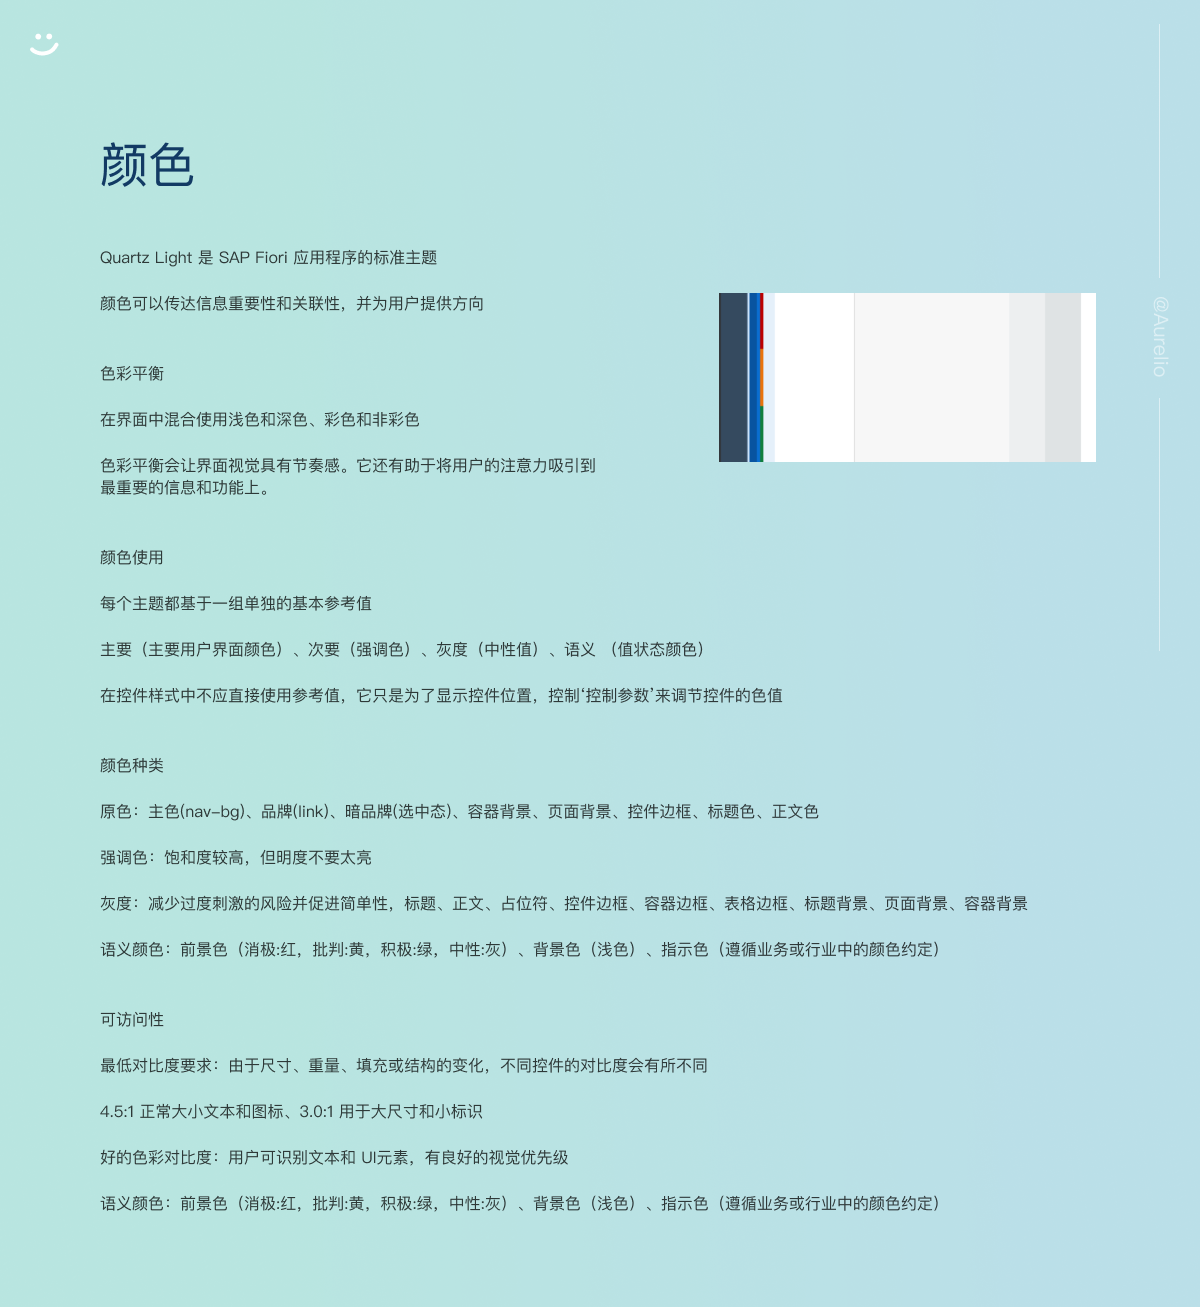 颜色
Quartz Light 是 SAP Fiori 应用程序的标准主题
颜色可以传达信息重要性和关联性，并为用户提供方向
色彩平衡
在界面中混合使用浅色和深色、彩色和非彩色
色彩平衡会让界面视觉具有节奏感。它还有助于将用户的注意力吸引到
最重要的信息和功能上。
颜色使用
每个主题都基于一组单独的基本参考值
主要（主要用户界面颜色）、次要（强调色）、灰度（中性值）、语义 （值状态颜色）
在控件样式中不应直接使用参考值，它只是为了显示控件位置，控制‘控制参数’来调节控件的色值
颜色种类
原色：主色(nav-bg)、品牌(link)、暗品牌(选中态)、容器背景、页面背景、控件边框、标题色、正文色
强调色：饱和度较高，但明度不要太亮
灰度：减少过度刺激的风险并促进简单性，标题、正文、占位符、控件边框、容器边框、表格边框、标题背景、页面背景、容器背景
语义颜色：前景色（消极:红，批判:黄，积极:绿，中性:灰）、背景色（浅色）、指示色（遵循业务或行业中的颜色约定）
可访问性
最低对比度要求：由于尺寸、重量、填充或结构的变化，不同控件的对比度会有所不同
4.5:1 正常大小文本和图标、3.0:1 用于大尺寸和小标识
好的色彩对比度：用户可识别文本和 UI元素，有良好的视觉优先级
语义颜色：前景色（消极:红，批判:黄，积极:绿，中性:灰）、背景色（浅色）、指示色（遵循业务或行业中的颜色约定）
@Aurelio